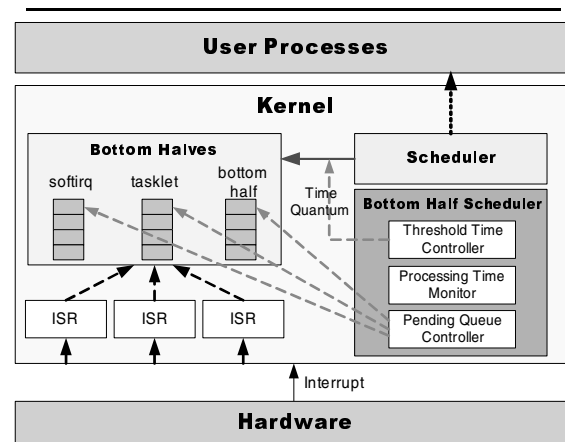 User Processes
Kernel
Bottom Halves
softirq
tasklet
bottom
half
Scheduler
Time
Quantum
Bottom Half Scheduler
Threshold Time
Controller
Processing Time
Monitor
Pending Queue
Controller
ISR
ISR
ISR
Interrupt
Hardware